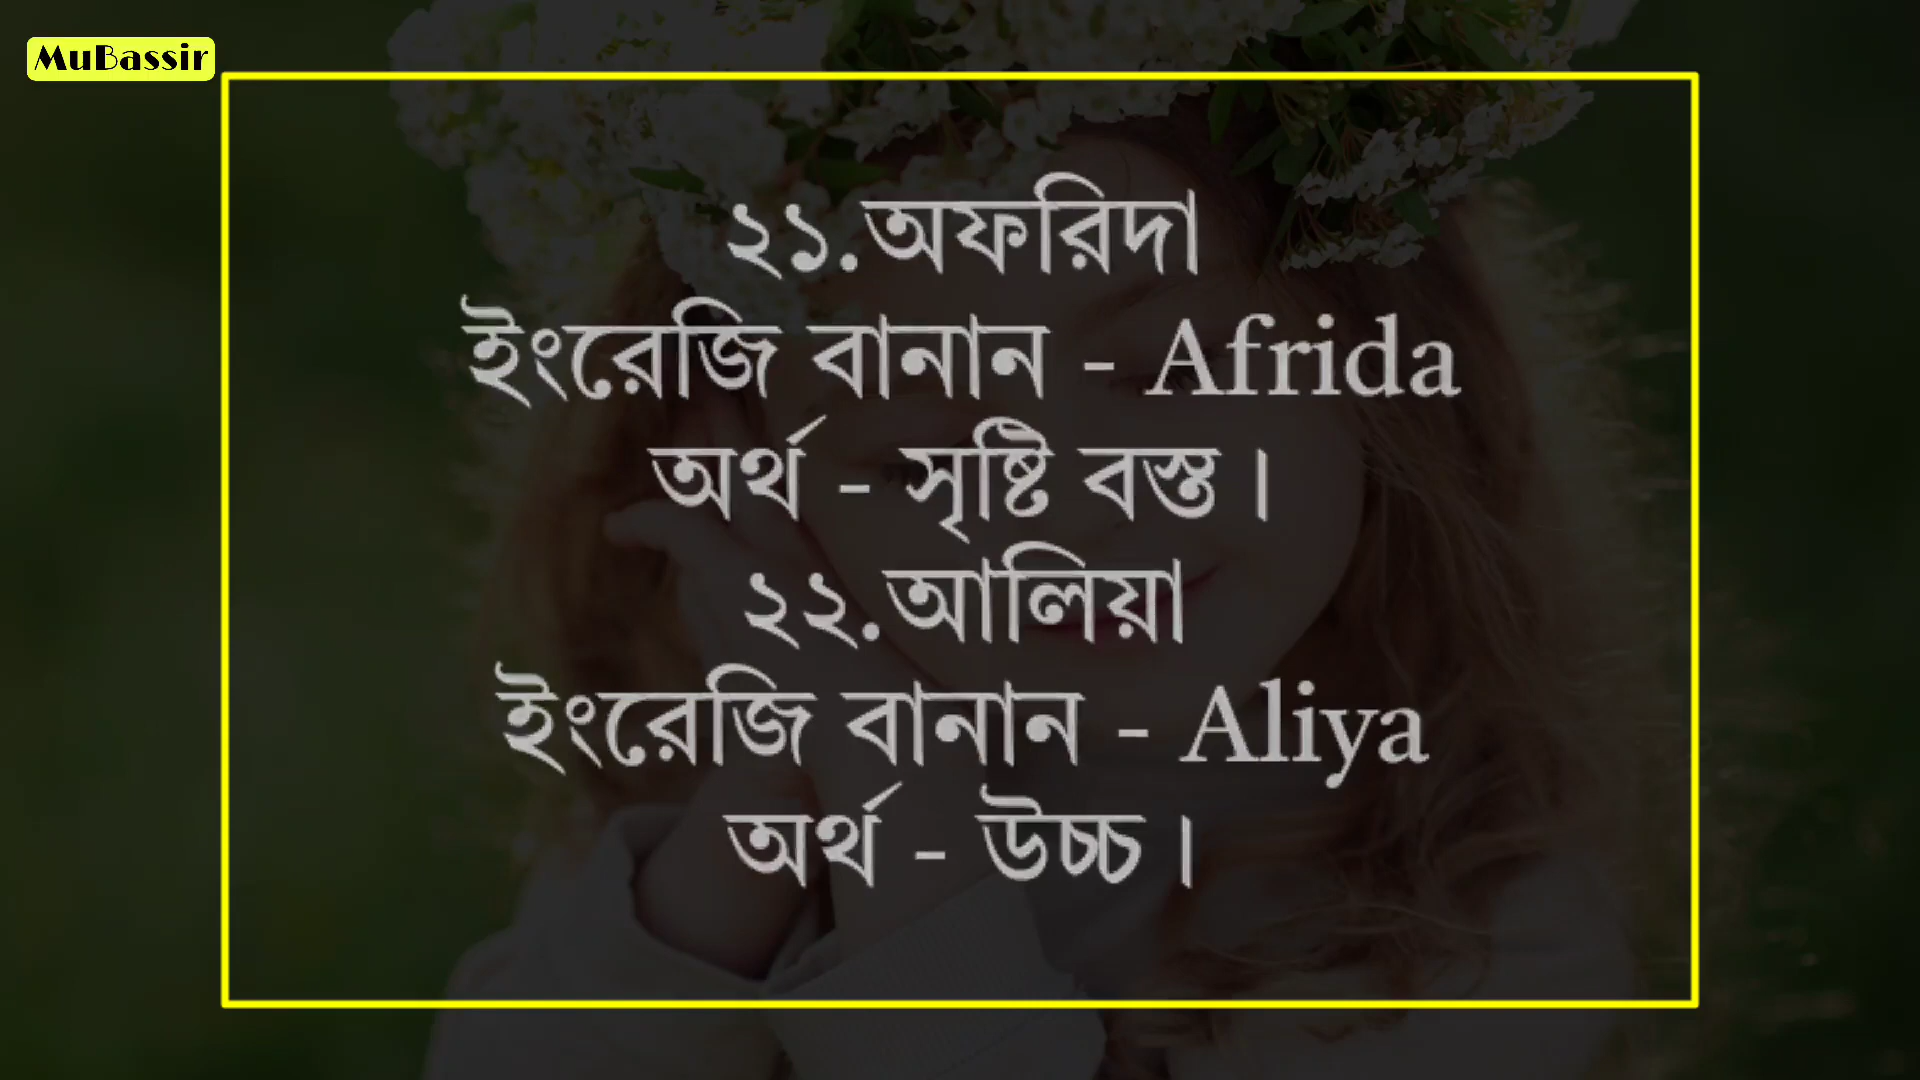 MuBassir
২১.অফরিদা
ইংরেজি বানান - Afrida
অর্থ - সৃষ্টি বস্তু।
২২.আলিয়া
ইংরেজি বানান - Aliya
অর্থ - উচ্চ।